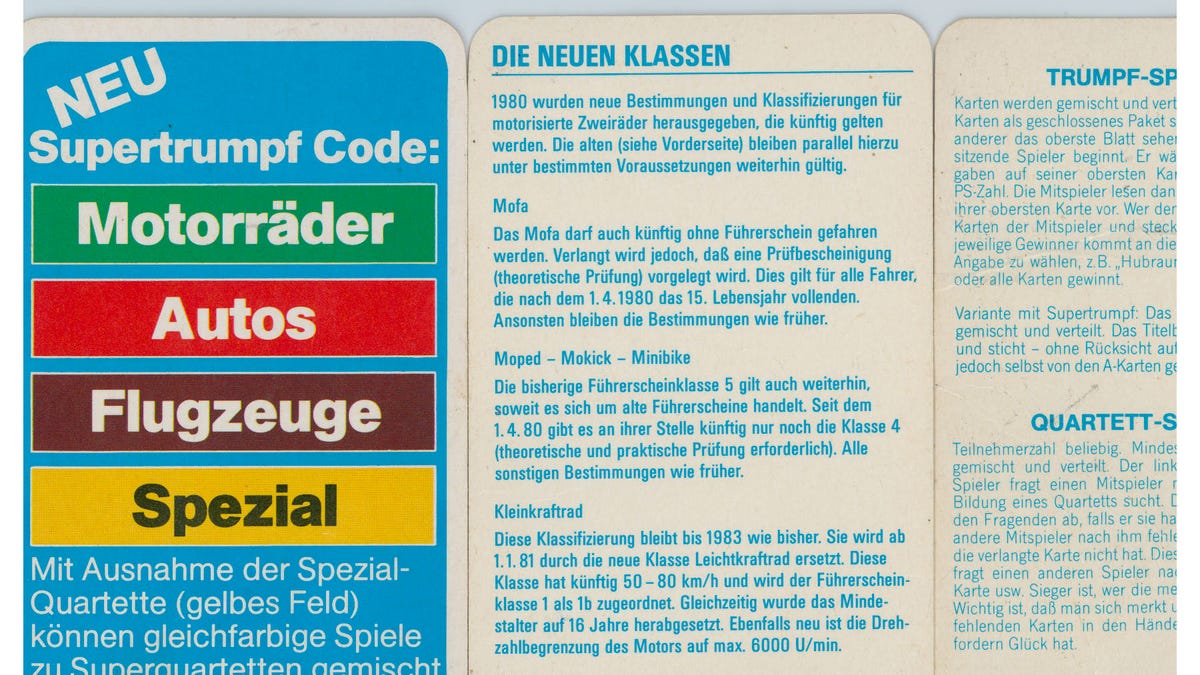 NEU
Supertrumpf Code:
Motorräder
Autos
Flugzeuge
Spezial
Mit Ausnahme der Spezial-
Quartette (gelbes Feld)
können gleichfarbige Spiele
zu Superquartetten gemischt
DIE NEUEN KLASSEN
1980 wurden neue Bestimmungen und Klassifizierungen für
motorisierte Zweiräder herausgegeben, die künftig gelten
werden. Die alten (siehe Vorderseite) bleiben parallel hierzu
unter bestimmten Voraussetzungen weiterhin gültig.
Mofa
Das Mofa darf auch künftig ohne Führerschein gefahren
werden. Verlangt wird jedoch, daß eine Prüfbescheinigung
(theoretische Prüfung) vorgelegt wird. Dies gilt für alle Fahrer,
die nach dem 1.4.1980 das 15. Lebensjahr vollenden.
Ansonsten bleiben die Bestimmungen wie früher.
Moped – Mokick – Minibike
Die bisherige Führerscheinklasse 5 gilt auch weiterhin,
soweit es sich um alte Führerscheine handelt. Seit dem
1.4.80 gibt es an ihrer Stelle künftig nur noch die Klasse 4
(theoretische und praktische Prüfung erforderlich). Alle
sonstigen Bestimmungen wie früher.
Kleinkraftrad
Diese Klassifizierung bleibt bis 1983 wie bisher. Sie wird ab
1.1.81 durch die neue Klasse Leichtkraftrad ersetzt. Diese
Klasse hat künftig 50–80 km/h und wird der Führerschein-
klasse 1 als 1b zugeordnet. Gleichzeitig wurde das Minde-
stalter auf 16 Jahre herabgesetzt. Ebenfalls neu ist die Dreh-
zahlbegrenzung des Motors auf max. 6000 U/min.
TRUMPF-SP
Karten werden gemischt und vert
Karten als geschlossenes Paket s
anderer das oberste Blatt sehe
sitzende Spieler beginnt. Er wä
gaben auf seiner obersten Kar
PS-Zahl. Die Mitspieler lesen dan
ihrer obersten Karte vor. Wer der
Karten der Mitspieler und steck
jeweilige Gewinner kommt an die
Angabe zu wählen, z.B. „Hubraum
oder alle Karten gewinnt.
Variante mit Supertrumpf: Das
gemischt und verteilt. Das Titelb
und sticht – ohne Rücksicht auf
jedoch selbst von den A-Karten ge
QUARTETT-S
Teilnehmerzahl beliebig. Mindes
gemischt und verteilt. Der link
Spieler fragt einen Mitspieler n
Bildung eines Quartetts sucht. D
den Fragenden ab, falls er sie ha
andere Mitspieler nach ihm fehle
die verlangte Karte nicht hat. Dies
fragt einen anderen Spieler nac
Karte usw. Sieger ist, wer die me
Wichtig ist, daß man sich merkt u
fehlenden Karten in den Hände
fordern Glück hat.